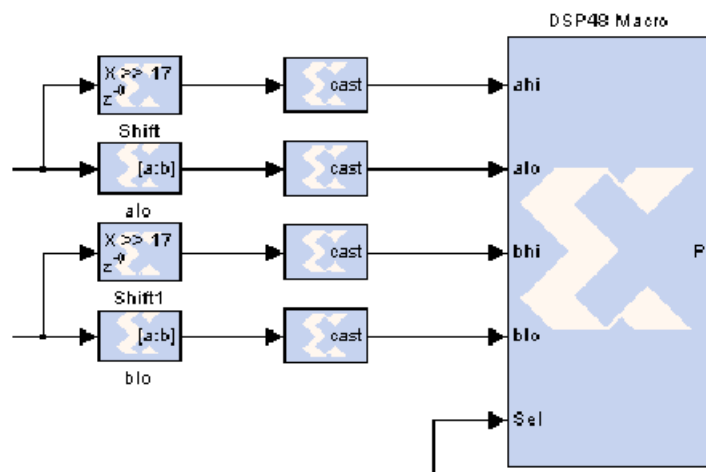 DSP48 Macro
X >> 17
z^-0
cast
ahi
Shift
[a:b]
cast
alo
alo
X >> 17
z^-0
cast
bhi
P
Shift1
[a:b]
cast
blo
blo
Sel